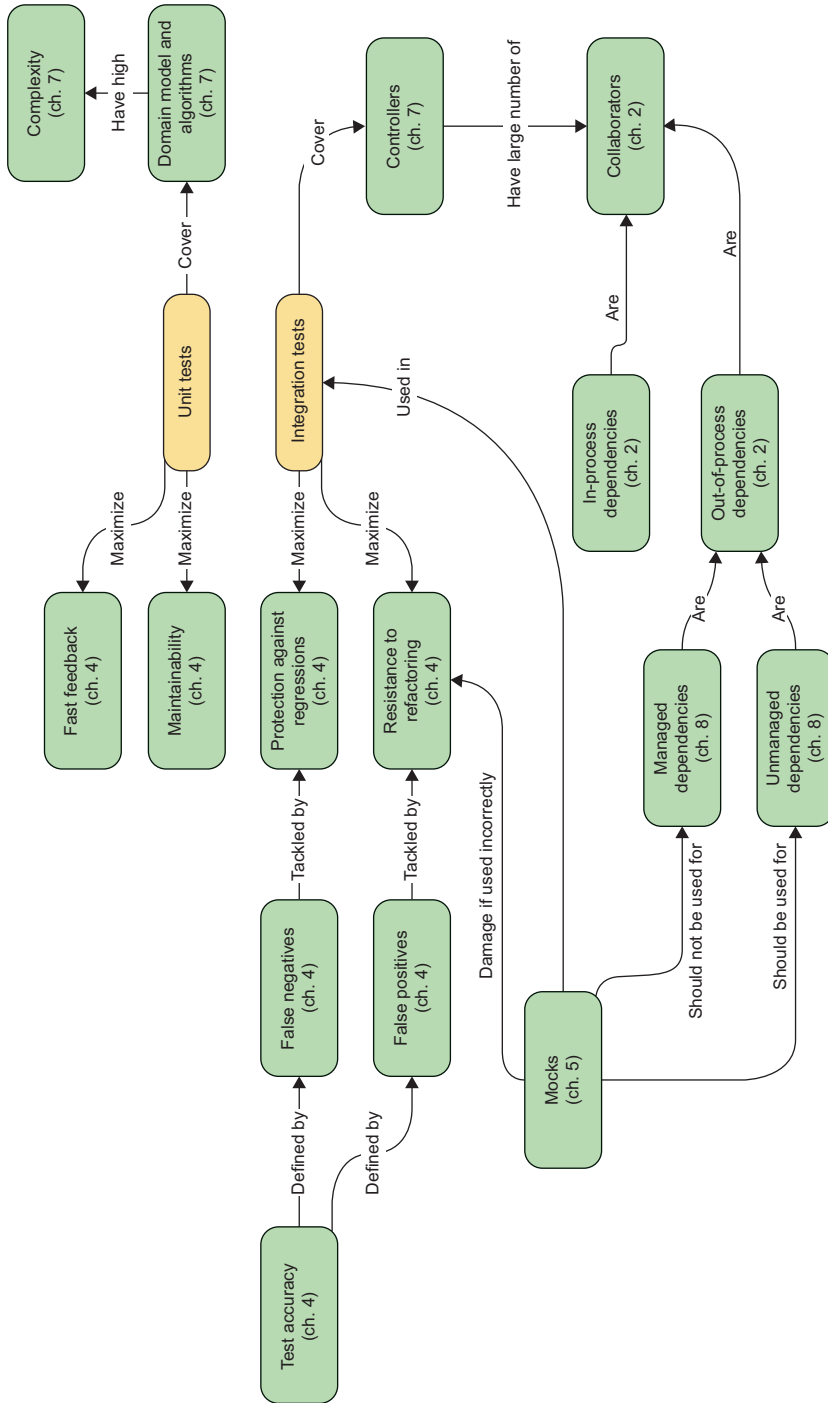 Complexity
(ch. 7)
Have high
Domain model and
algorithms
(ch. 7)
Cover
Unit tests
Maximize
Maximize
Fast feedback
(ch. 4)
Maintainability
(ch. 4)
Controllers
(ch. 7)
Cover
Integration tests
Maximize
Maximize
Protection against
regressions
(ch. 4)
Resistance to
refactoring
(ch. 4)
Tackled by
Tackled by
False negatives
(ch. 4)
False positives
(ch. 4)
Defined by
Defined by
Test accuracy
(ch. 4)
Have large number of
Collaborators
(ch. 2)
Are
Are
In-process
dependencies
(ch. 2)
Out-of-process
dependencies
(ch. 2)
Used in
Are
Are
Managed
dependencies
(ch. 8)
Unmanaged
dependencies
(ch. 8)
Damage if used incorrectly
Should not be used for
Should be used for
Mocks
(ch. 5)